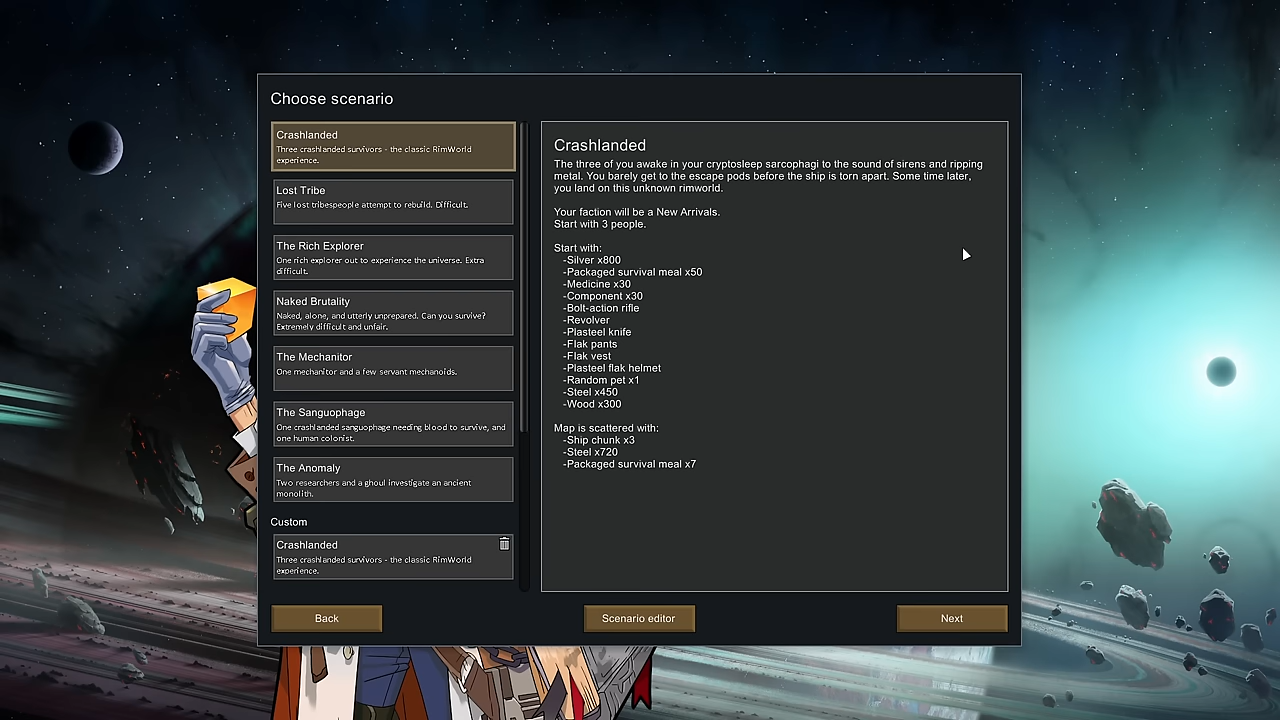 Choose scenario
Crashlanded
Three crashlanded survivors - the classic RimWorld
experience.
Lost Tribe
Five lost tribespeople attempt to rebuild. Difficult.
The Rich Explorer
One rich explorer out to experience the universe. Extra
difficult.
Naked Brutality
Naked, alone, and utterly unprepared. Can you survive?
Extremely difficult and unfair.
The Mechanitor
One mechanitor and a few servant mechanoids.
The Sanguophage
One crashlanded sanguophage needing blood to survive, and
one human colonist.
The Anomaly
Two researchers and a ghoul investigate an ancient
monolith.
Custom
Crashlanded
Three crashlanded survivors - the classic RimWorld
experience.
Crashlanded
The three of you awake in your cryptosleep sarcophagi to the sound of sirens and ripping
metal. You barely get to the escape pods before the ship is torn apart. Some time later,
you land on this unknown rimworld.
Your faction will be a New Arrivals.
Start with 3 people.
Start with:
-Silver x800
-Packaged survival meal x50
-Medicine x30
-Component x30
-Bolt-action rifle
-Revolver
-Plasteel knife
-Flak pants
-Flak vest
-Plasteel flak helmet
-Random pet x1
-Steel x450
-Wood x300
Map is scattered with:
-Ship chunk x3
-Steel x720
-Packaged survival meal x7
Back
Scenario editor
Next